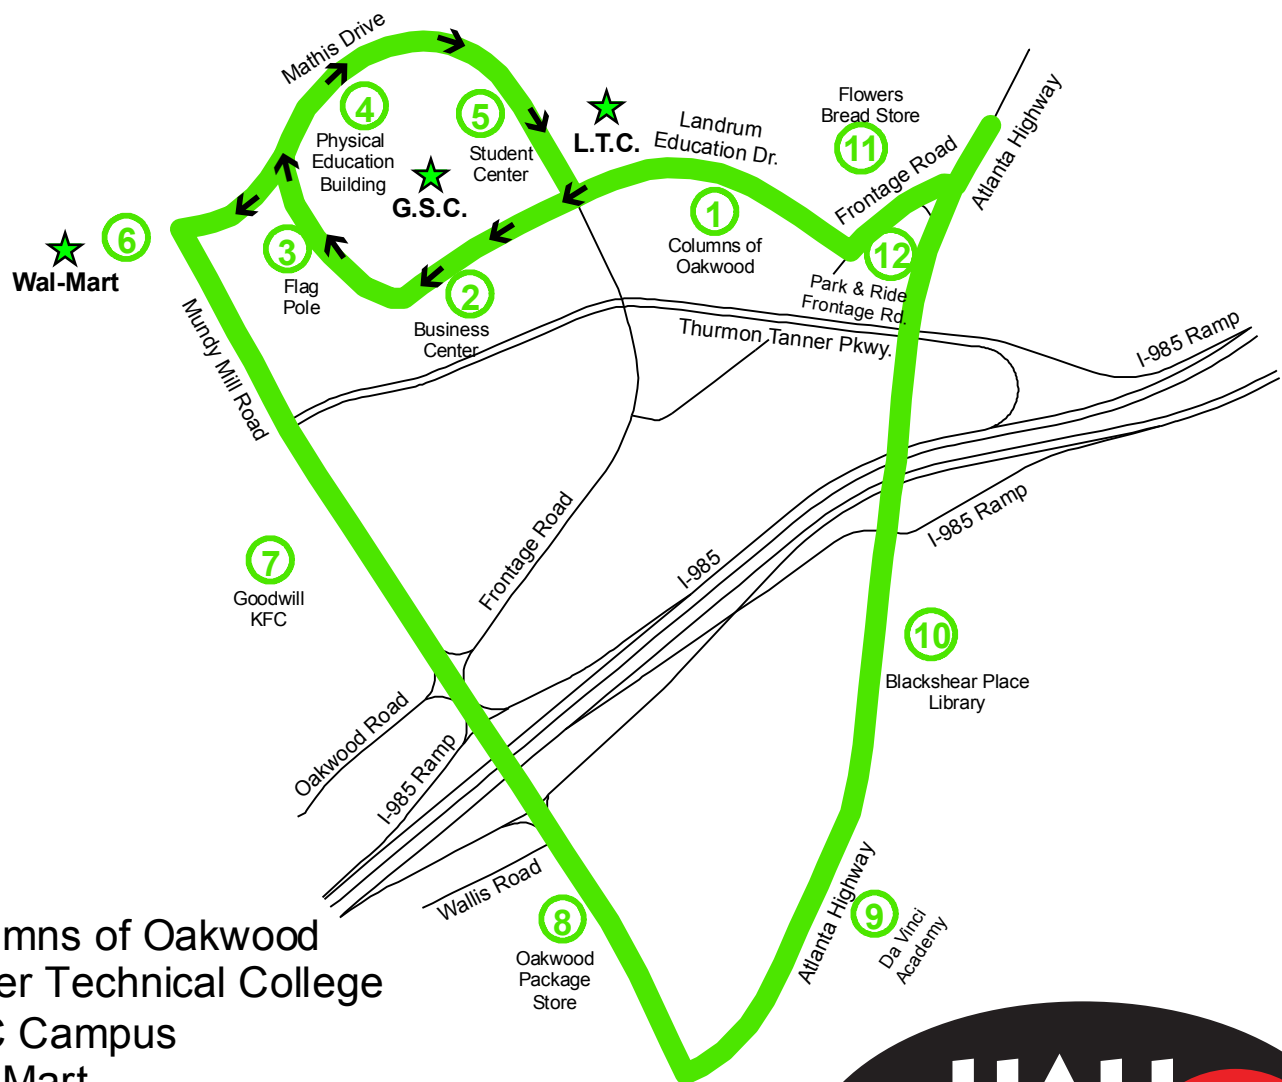 Mathis Drive
4
Physical
Education
Building
5
Student
Center
G.S.C.
L.T.C.
Landrum
Education Dr.
Flowers
Bread Store
11
Frontage Road
Atlanta Highway
6
Wal-Mart
3
Flag
Pole
2
Business
Center
1
Columns of
Oakwood
12
Park & Ride
Frontage Rd.
Mundy Mill Road
Thurmon Tanner Pkwy.
I-985 Ramp
7
Goodwill
KFC
Frontage Road
I-985
I-985 Ramp
10
Blackshear Place
Library
Oakwood Road
I-985 Ramp
Wallis Road
8
Oakwood
Package
Store
Atlanta Highway
9
Da Vinci
Academy
mns of Oakwood
er Technical College
Campus
Mart